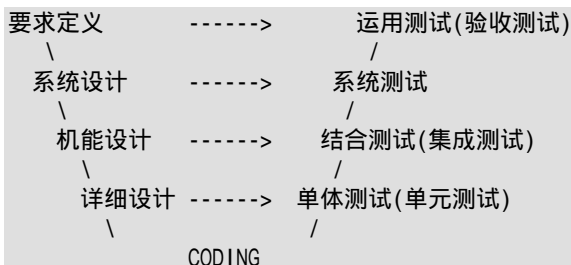 要求定义 ------> 运用测试(验收测试)
\ /
系统设计 ------> 系统测试
\ /
机能设计 ------> 结合测试(集成测试)
\ /
详细设计 ------> 单体测试(单元测试)
\ /
CODING